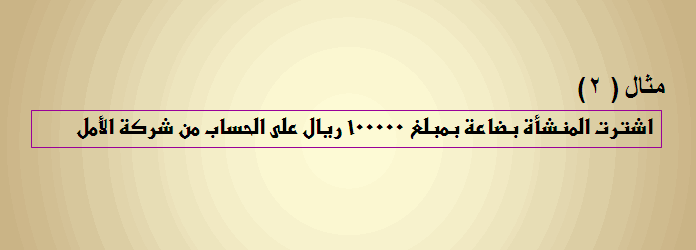 مثال ( ٢ )
اشترت المنشأة بضاعة بمبلغ ١٠٠٠٠٠ ريال على الحساب من شركة الأمل